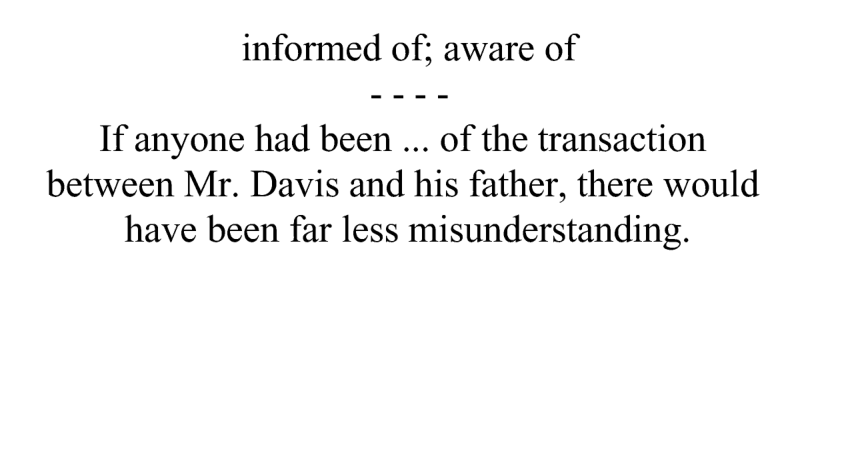 informed of; aware of
- - - -
If anyone had been ... of the transaction
between Mr. Davis and his father, there would
have been far less misunderstanding.